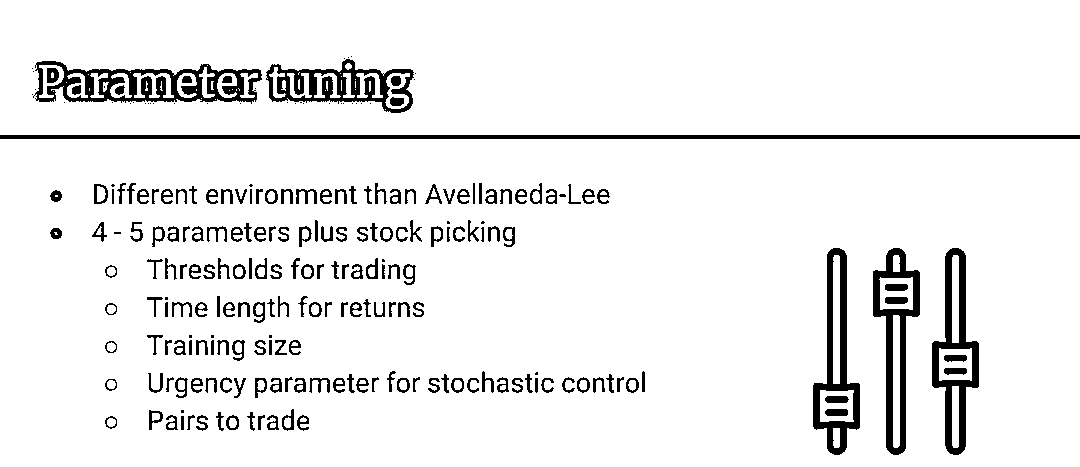 Parameter tuning
Different environment than Avellaneda-Lee
4 - 5 parameters plus stock picking
Thresholds for trading
Time length for returns
Training size
Urgency parameter for stochastic control
Pairs to trade